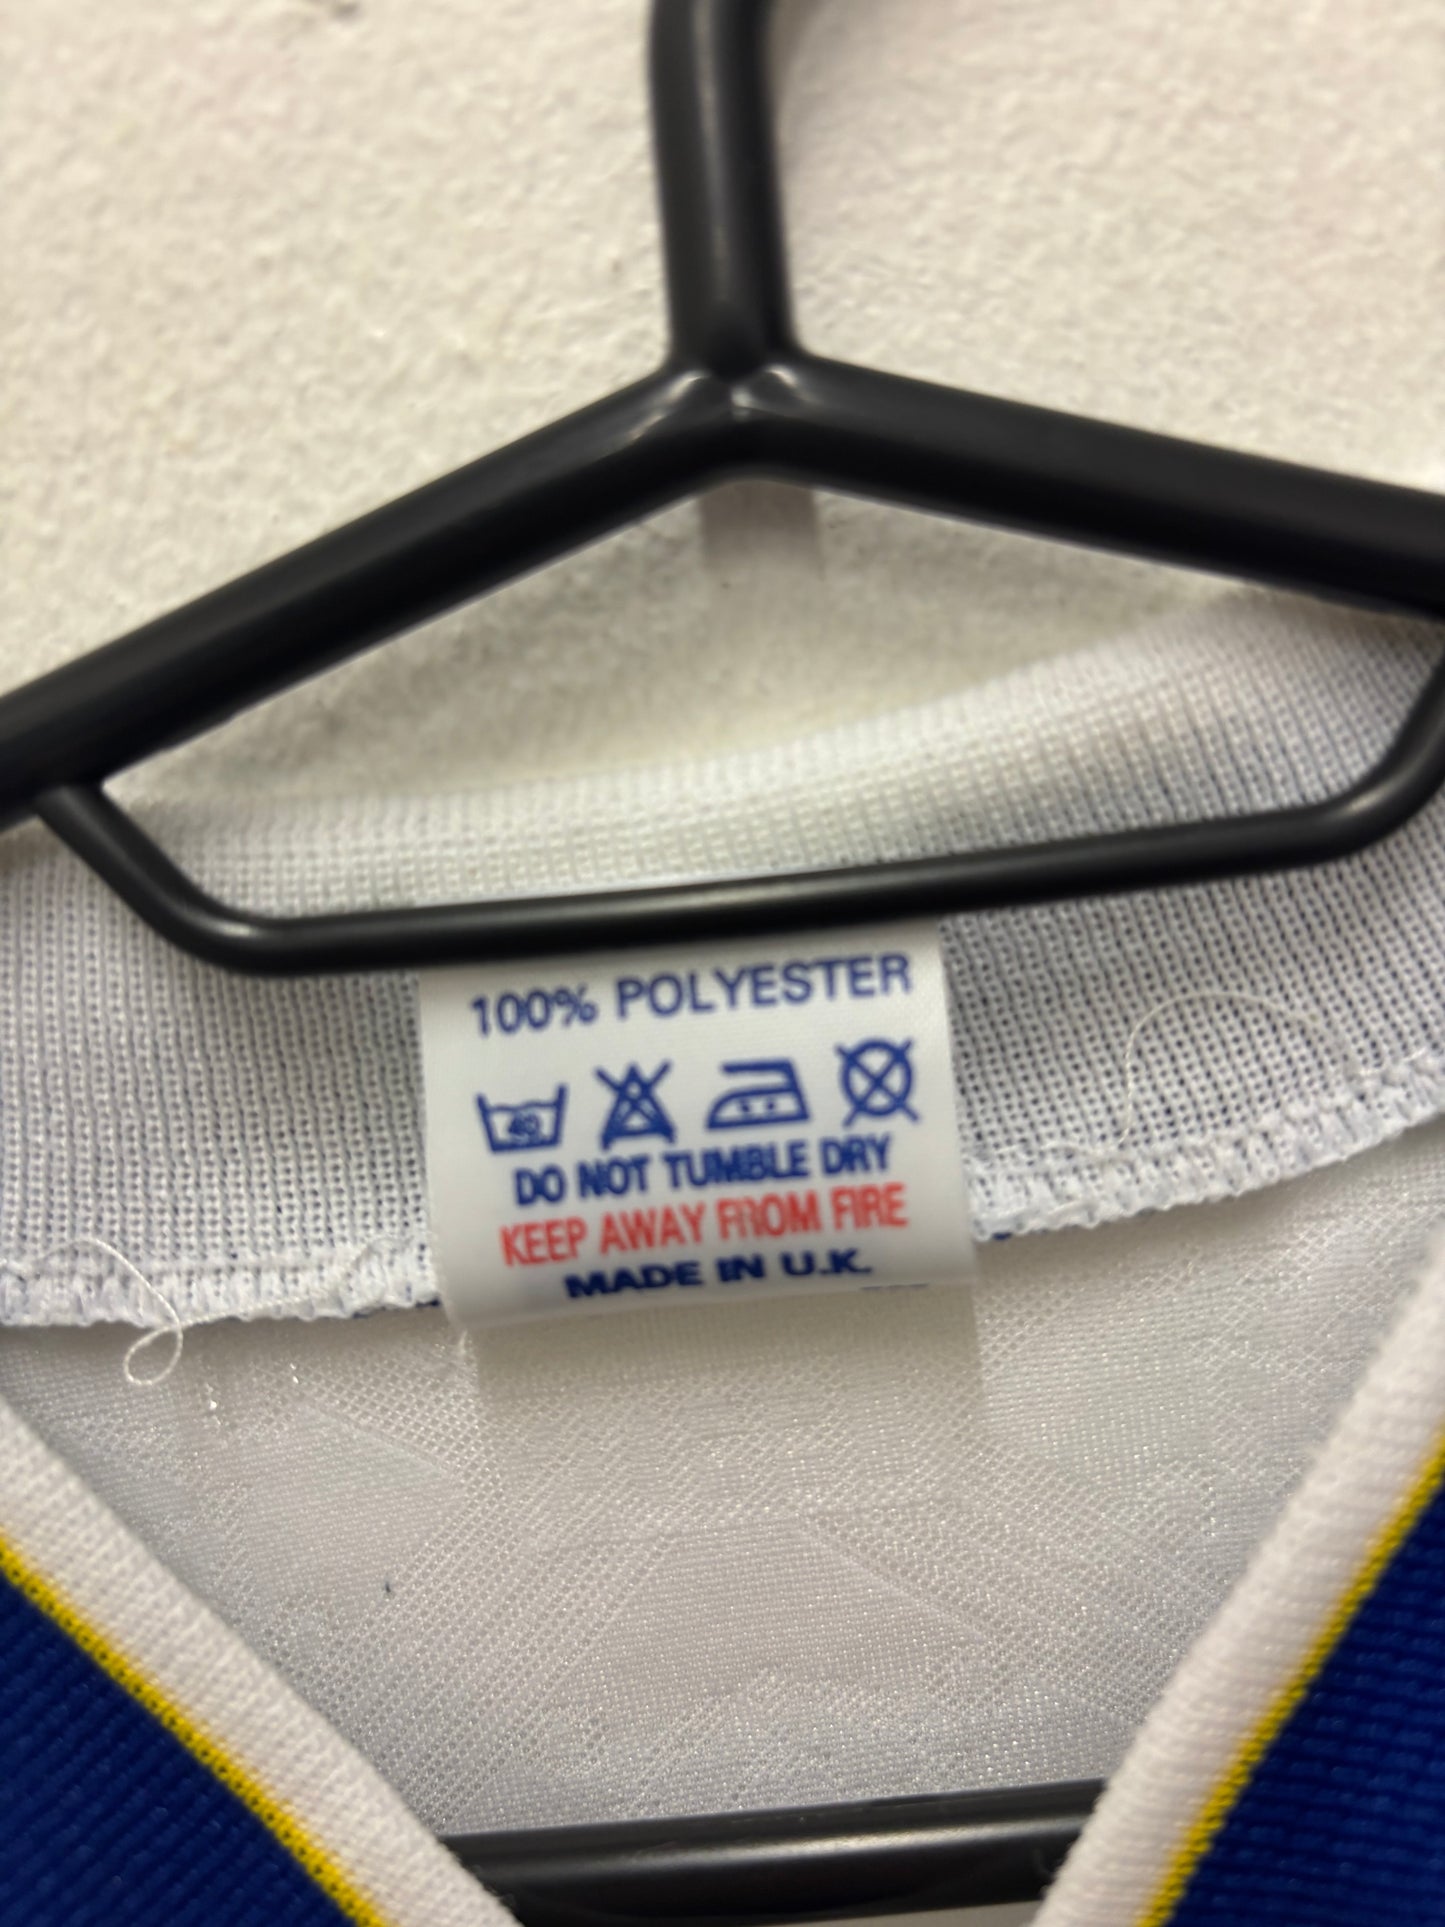 100% POLYESTER
40
DO NOT TUMBLE DRY
KEEP AWAY FROM FIRE
MADE IN U.K.